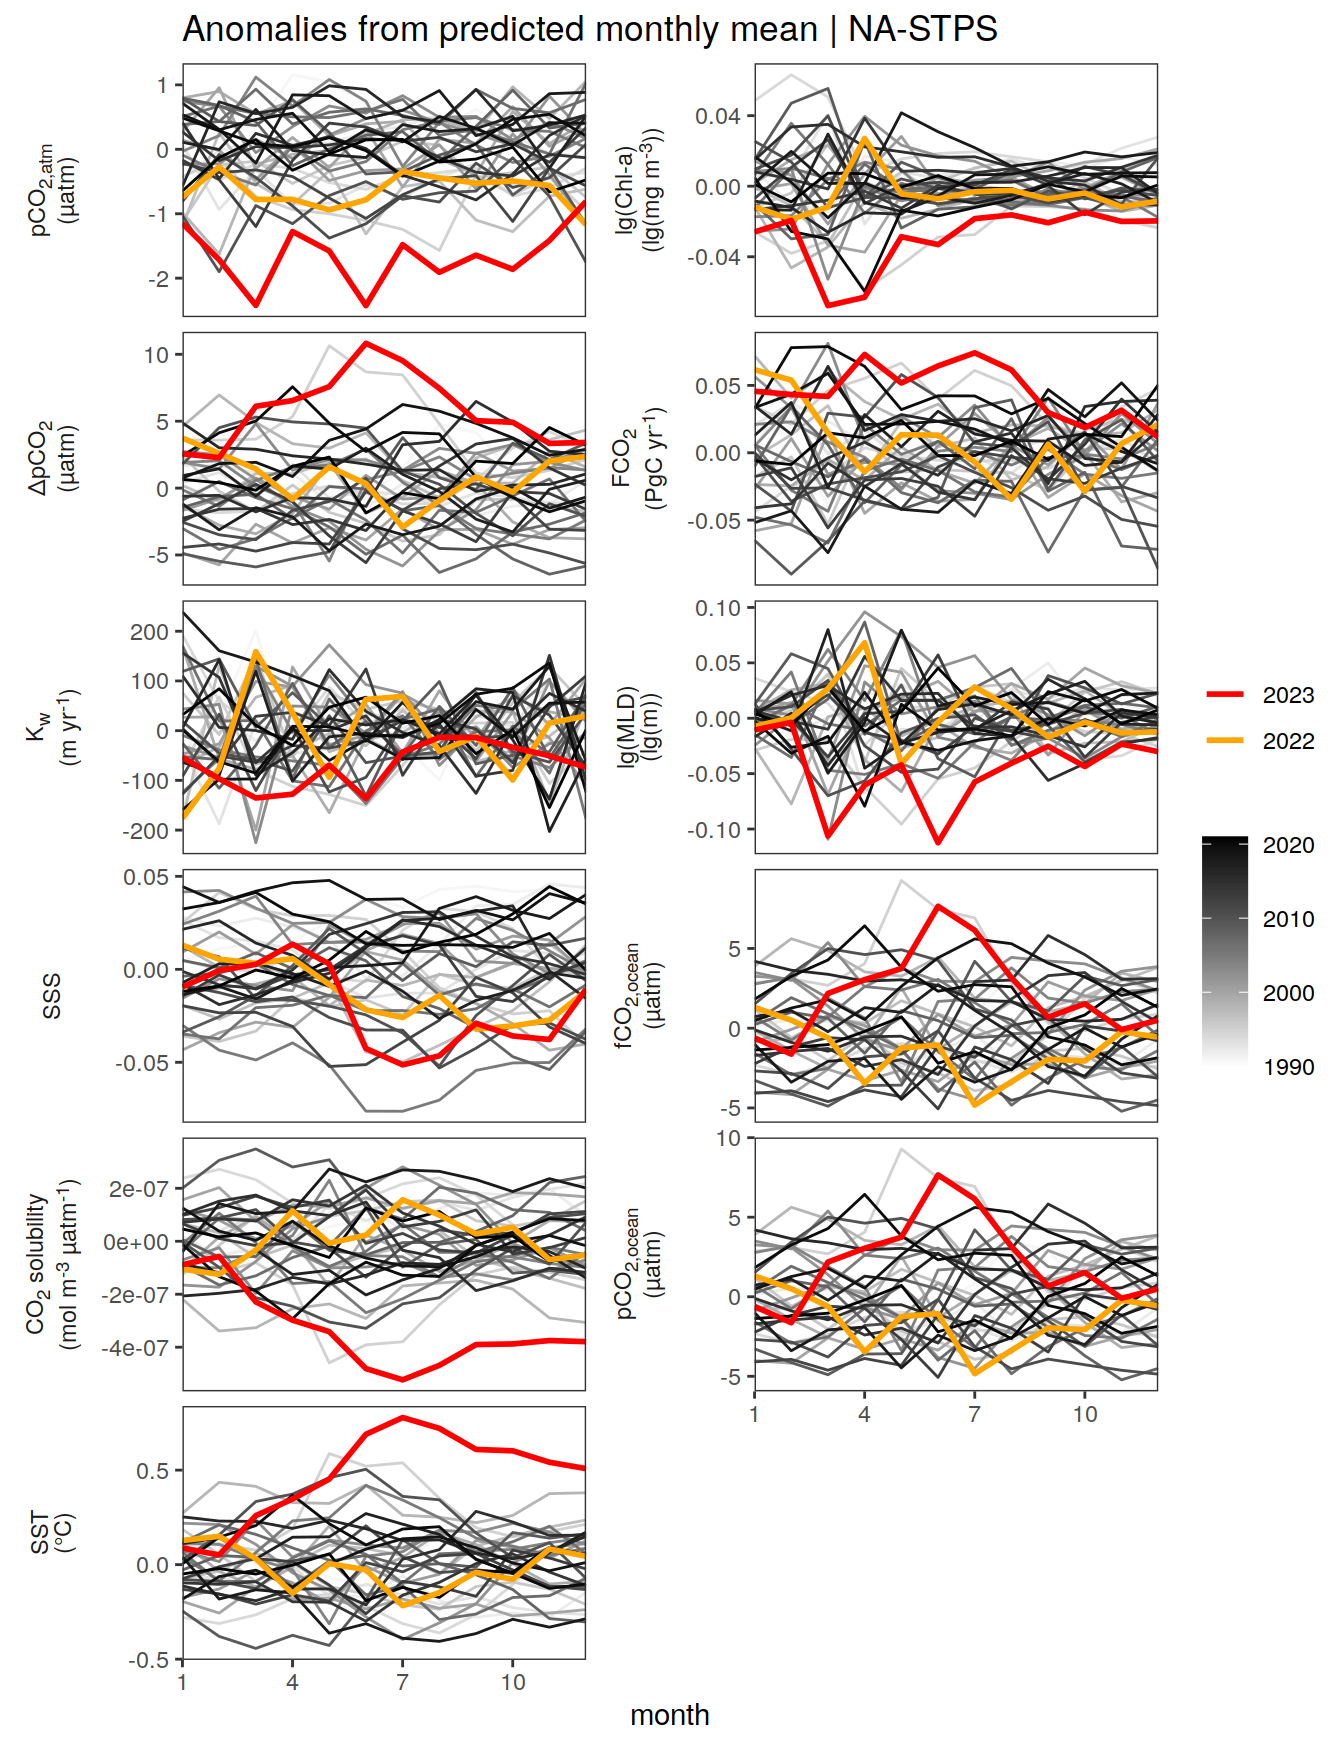 Anomalies from predicted monthly mean | NA-STPS
pCO2,atm
(µatm)
1
0
-1
-2
lg(Chl-a)
(lg(mg m-3))
0.04
0.00
-0.04
ΔpCO2
(µatm)
10
5
0
-5
FCO2
(PgC yr-1)
0.05
0.00
-0.05
Kw
(m yr-1)
200
100
0
-100
-200
lg(MLD)
(lg(m))
0.10
0.05
0.00
-0.05
-0.10
SSS
0.05
0.00
-0.05
fCO2,ocean
(µatm)
5
0
-5
CO2 solubility
(mol m-3 µatm-1)
2e-07
0e+00
-2e-07
-4e-07
pCO2,ocean
(µatm)
10
5
0
-5
1 4 7 10
SST
(°C)
0.5
0.0
-0.5
1 4 7 10
month
2023
2022
2020
2010
2000
1990